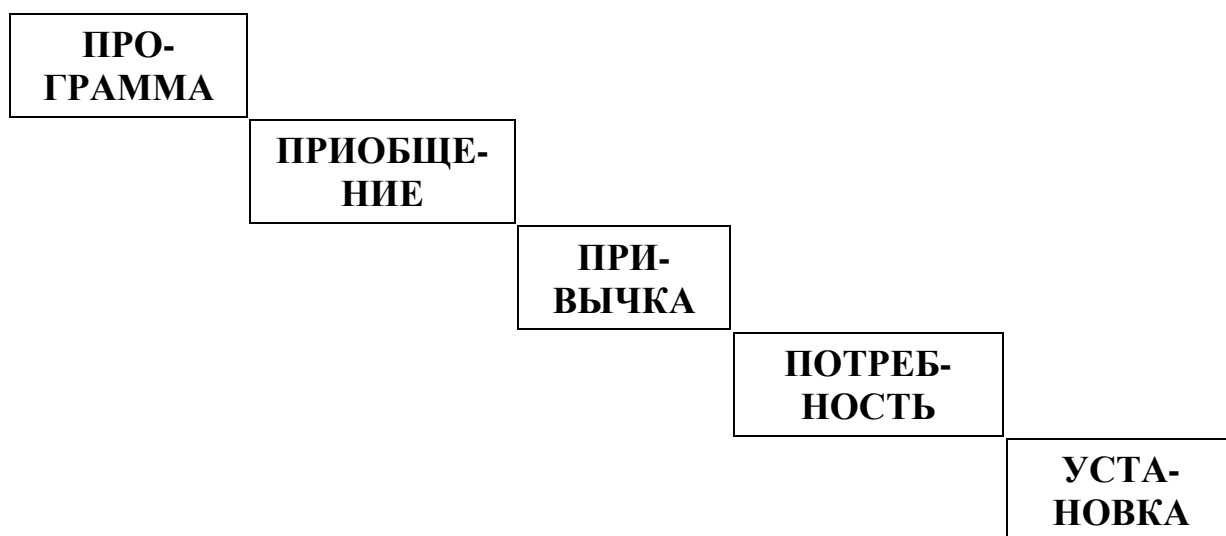 ПРО-
ГРАММА
ПРИОБЩЕ-
НИЕ
ПРИ-
ВЫЧКА
ПОТРЕБ-
НОСТЬ
УСТА-
НОВКА